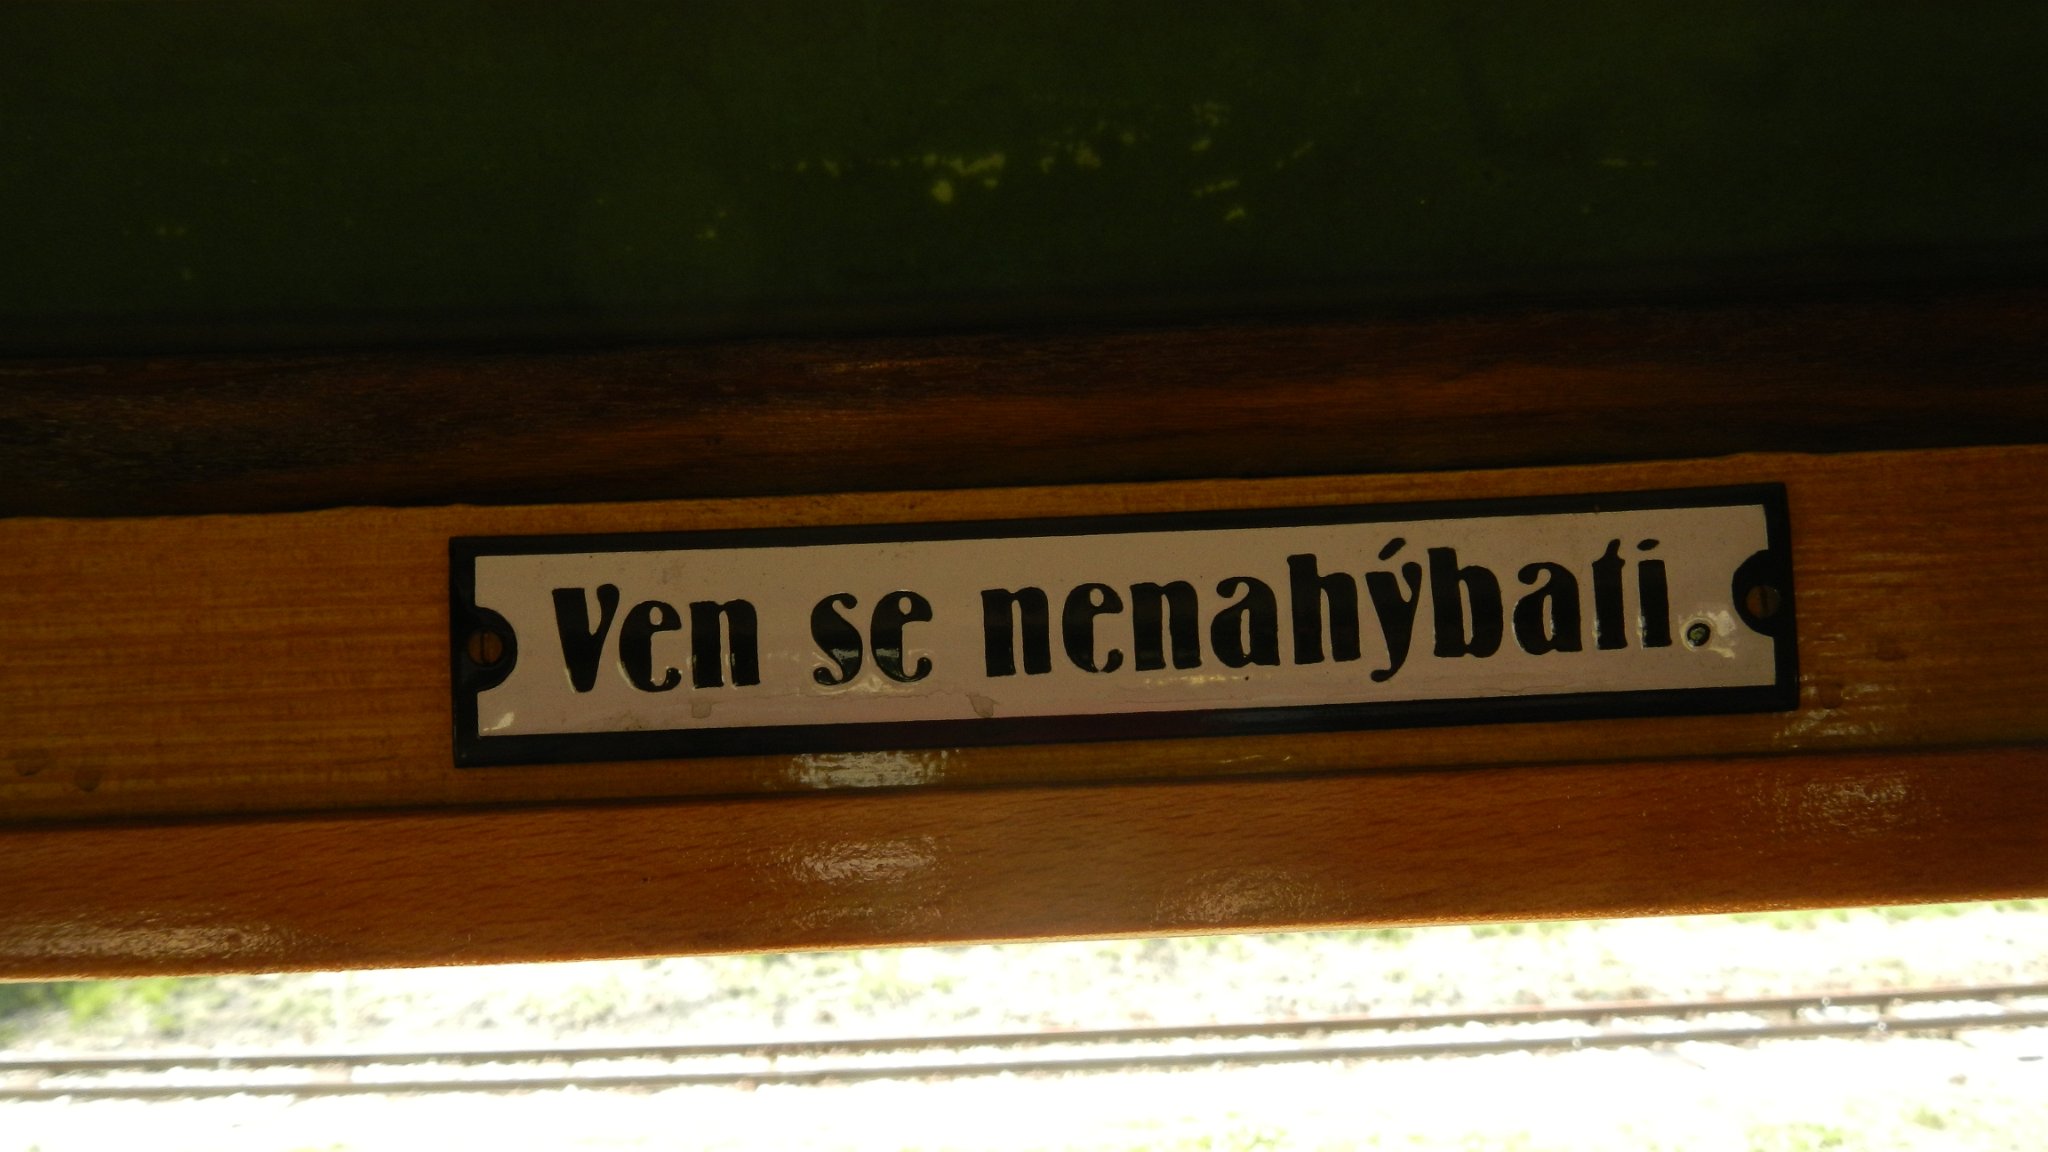 Ven se nenahýbati.